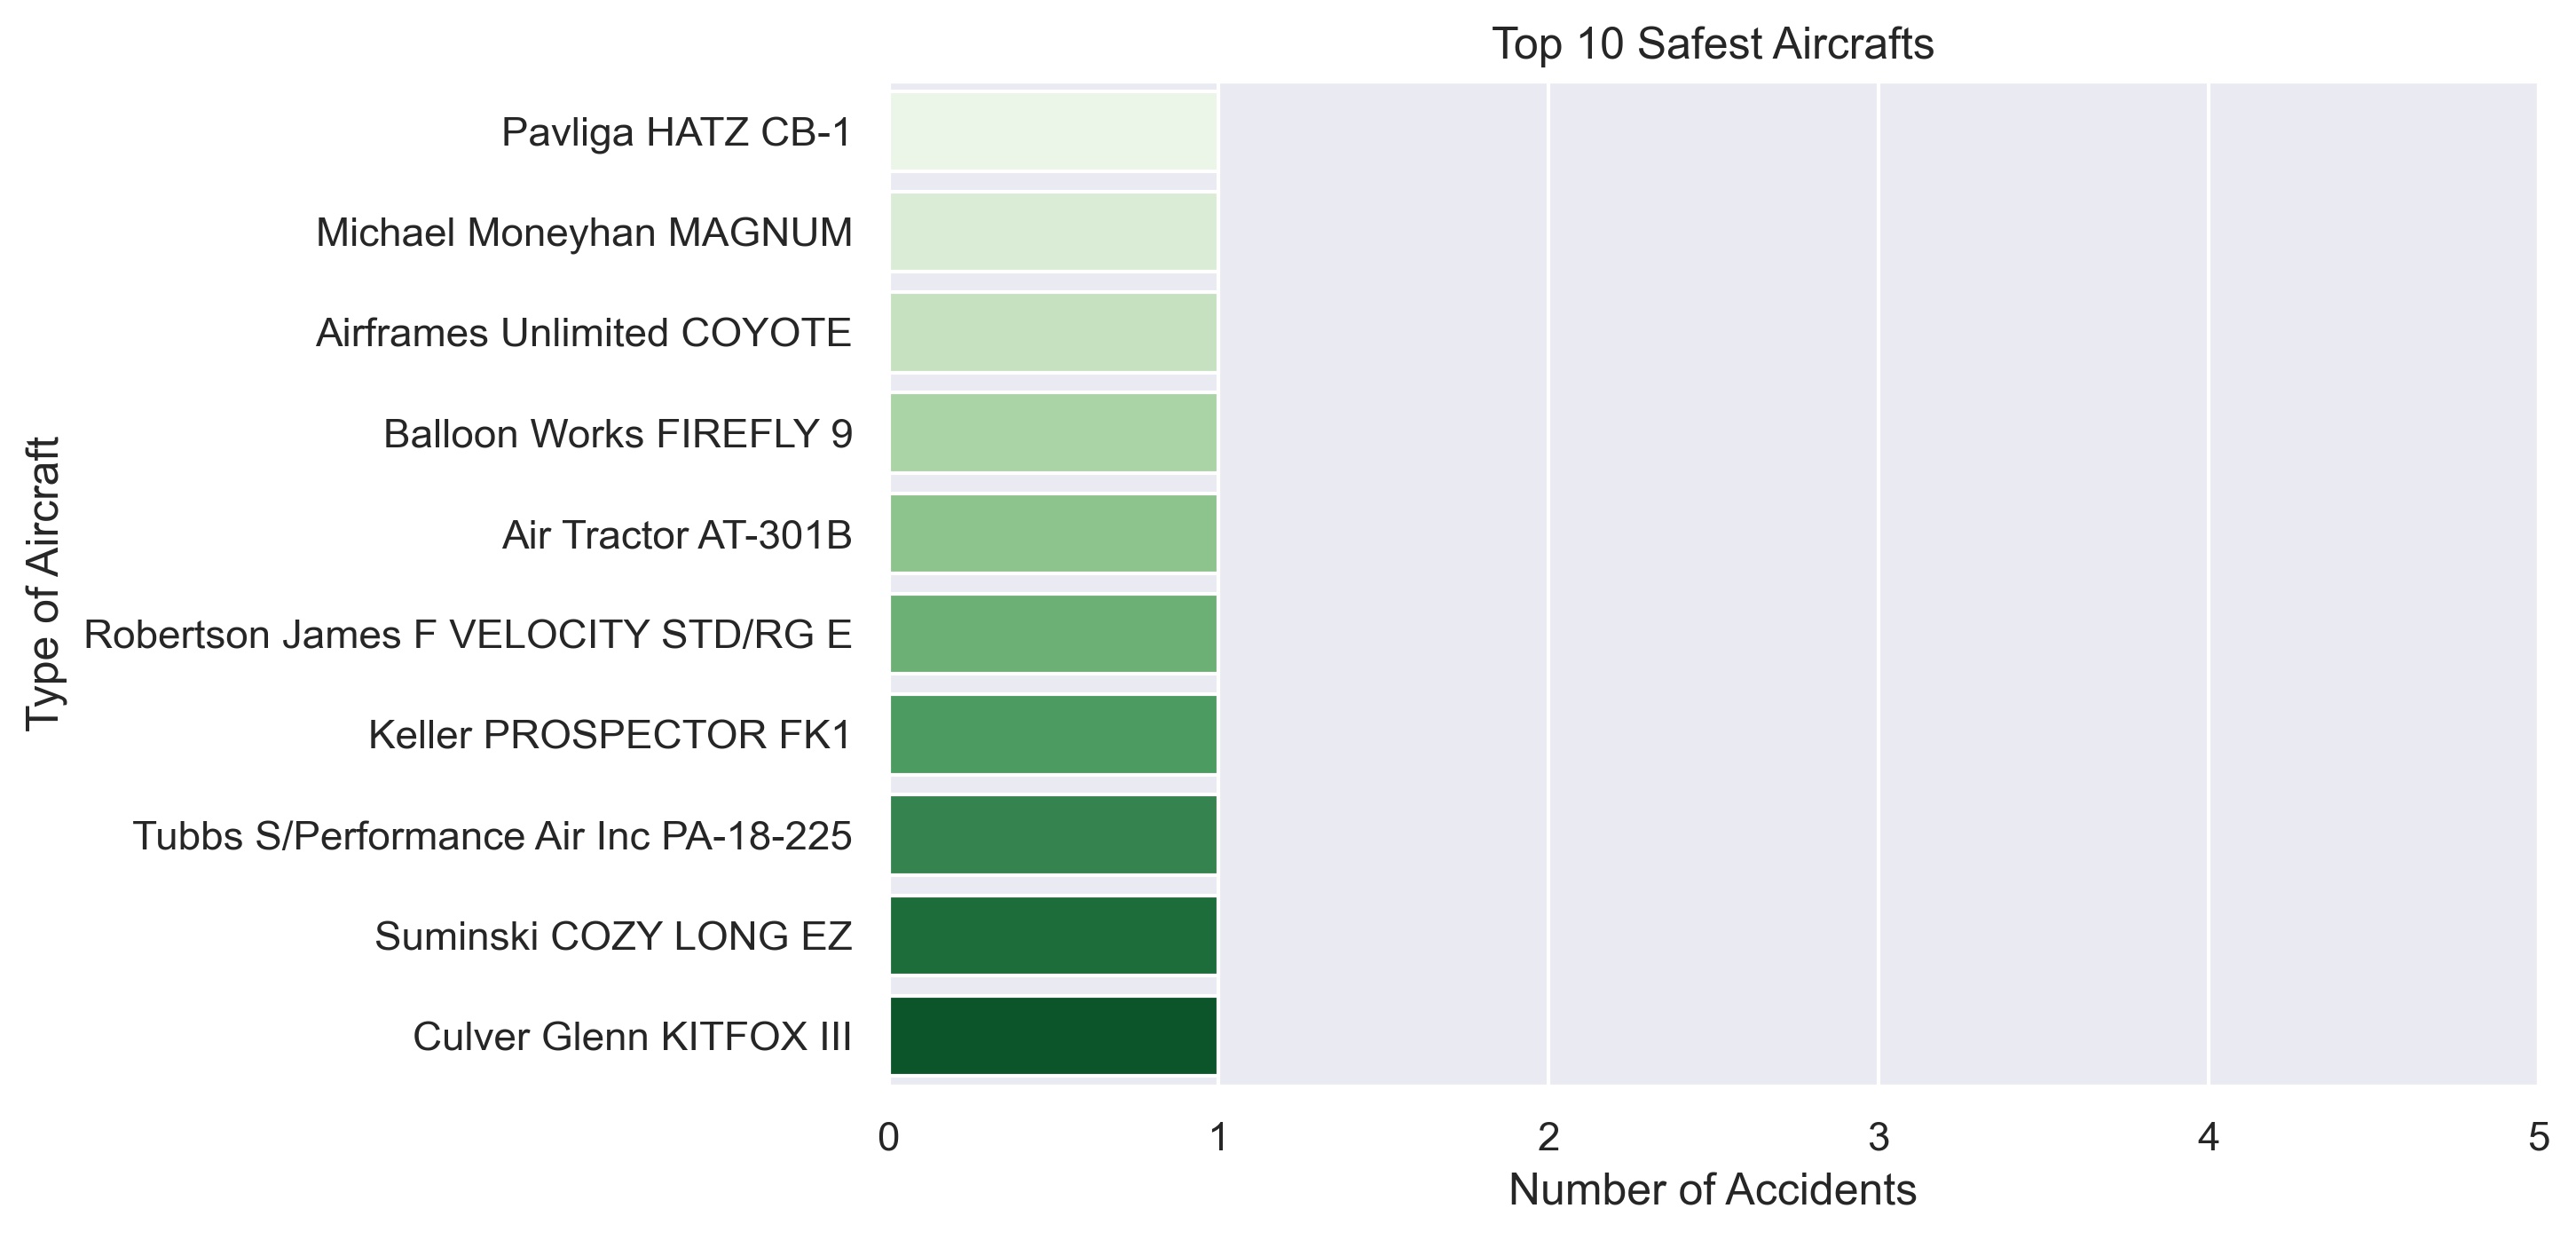 Top 10 Safest Aircrafts
Type of Aircraft
Pavliga HATZ CB-1
Michael Moneyhan MAGNUM
Airframes Unlimited COYOTE
Balloon Works FIREFLY 9
Air Tractor AT-301B
Robertson James F VELOCITY STD/RG E
Keller PROSPECTOR FK1
Tubbs S/Performance Air Inc PA-18-225
Suminski COZY LONG EZ
Culver Glenn KITFOX III
0 1 2 3 4 5
Number of Accidents